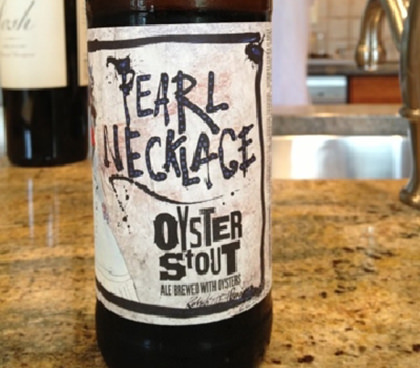 PEARL
NECKLACE
OYSTER
STOUT
ALE BREWED WITH OYSTERS